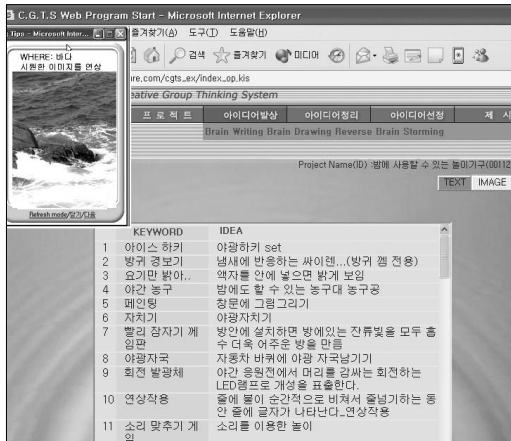 C.G.T.S Web Program Start - Microsoft Internet Explorer
Tips - Microsoft Inter...
즐겨찾기(A) 도구(T) 도움말(H)
WHERE: 바다
시원한 이미지를 연상
검색 즐겨찾기 미디어
re.com/cgts_ex/index_op.kis
eative Group Thinking System
프로젝트 아이디어발상 아이디어정리 아이디어선정 제 시
Brain Writing Brain Drawing Reverse Brain Storming
Project Name(ID) :밤에 사용할 수 있는 놀이기구(00112
TEXT IMAGE
Refresh mode/닫기/다음
KEYWORD IDEA
1 아이스 하키 야광하키 set
2 방귀 경보기 냄새에 반응하는 싸이렌...(방귀 껨 전용)
3 요기만 밝아.. 액자를 안에 넣으면 밝게 보임
4 야간 농구 밤에도 할 수 있는 농구대 농구공
5 페인팅 창문에 그림그리기
6 자치기 야광자치기
7 빨리 잠자기 께임판 방안에 설치하면 방에있는 잔류빛을 모두 흡
수 더욱 어주운 방을 만듬
8 야광자국 자동차 바퀴에 야광 자국남기기
9 회전 발광체 야간 응원전에서 머리를 감싸는 회전하는
LED램프로 개성을 표출한다.
10 연상작용 줄에 불이 순간적으로 비쳐서 줄넘기하는 동
안 줄에 글자가 나타난다_연상작용
11 소리 맞추기 게임 소리를 이용한 놀이